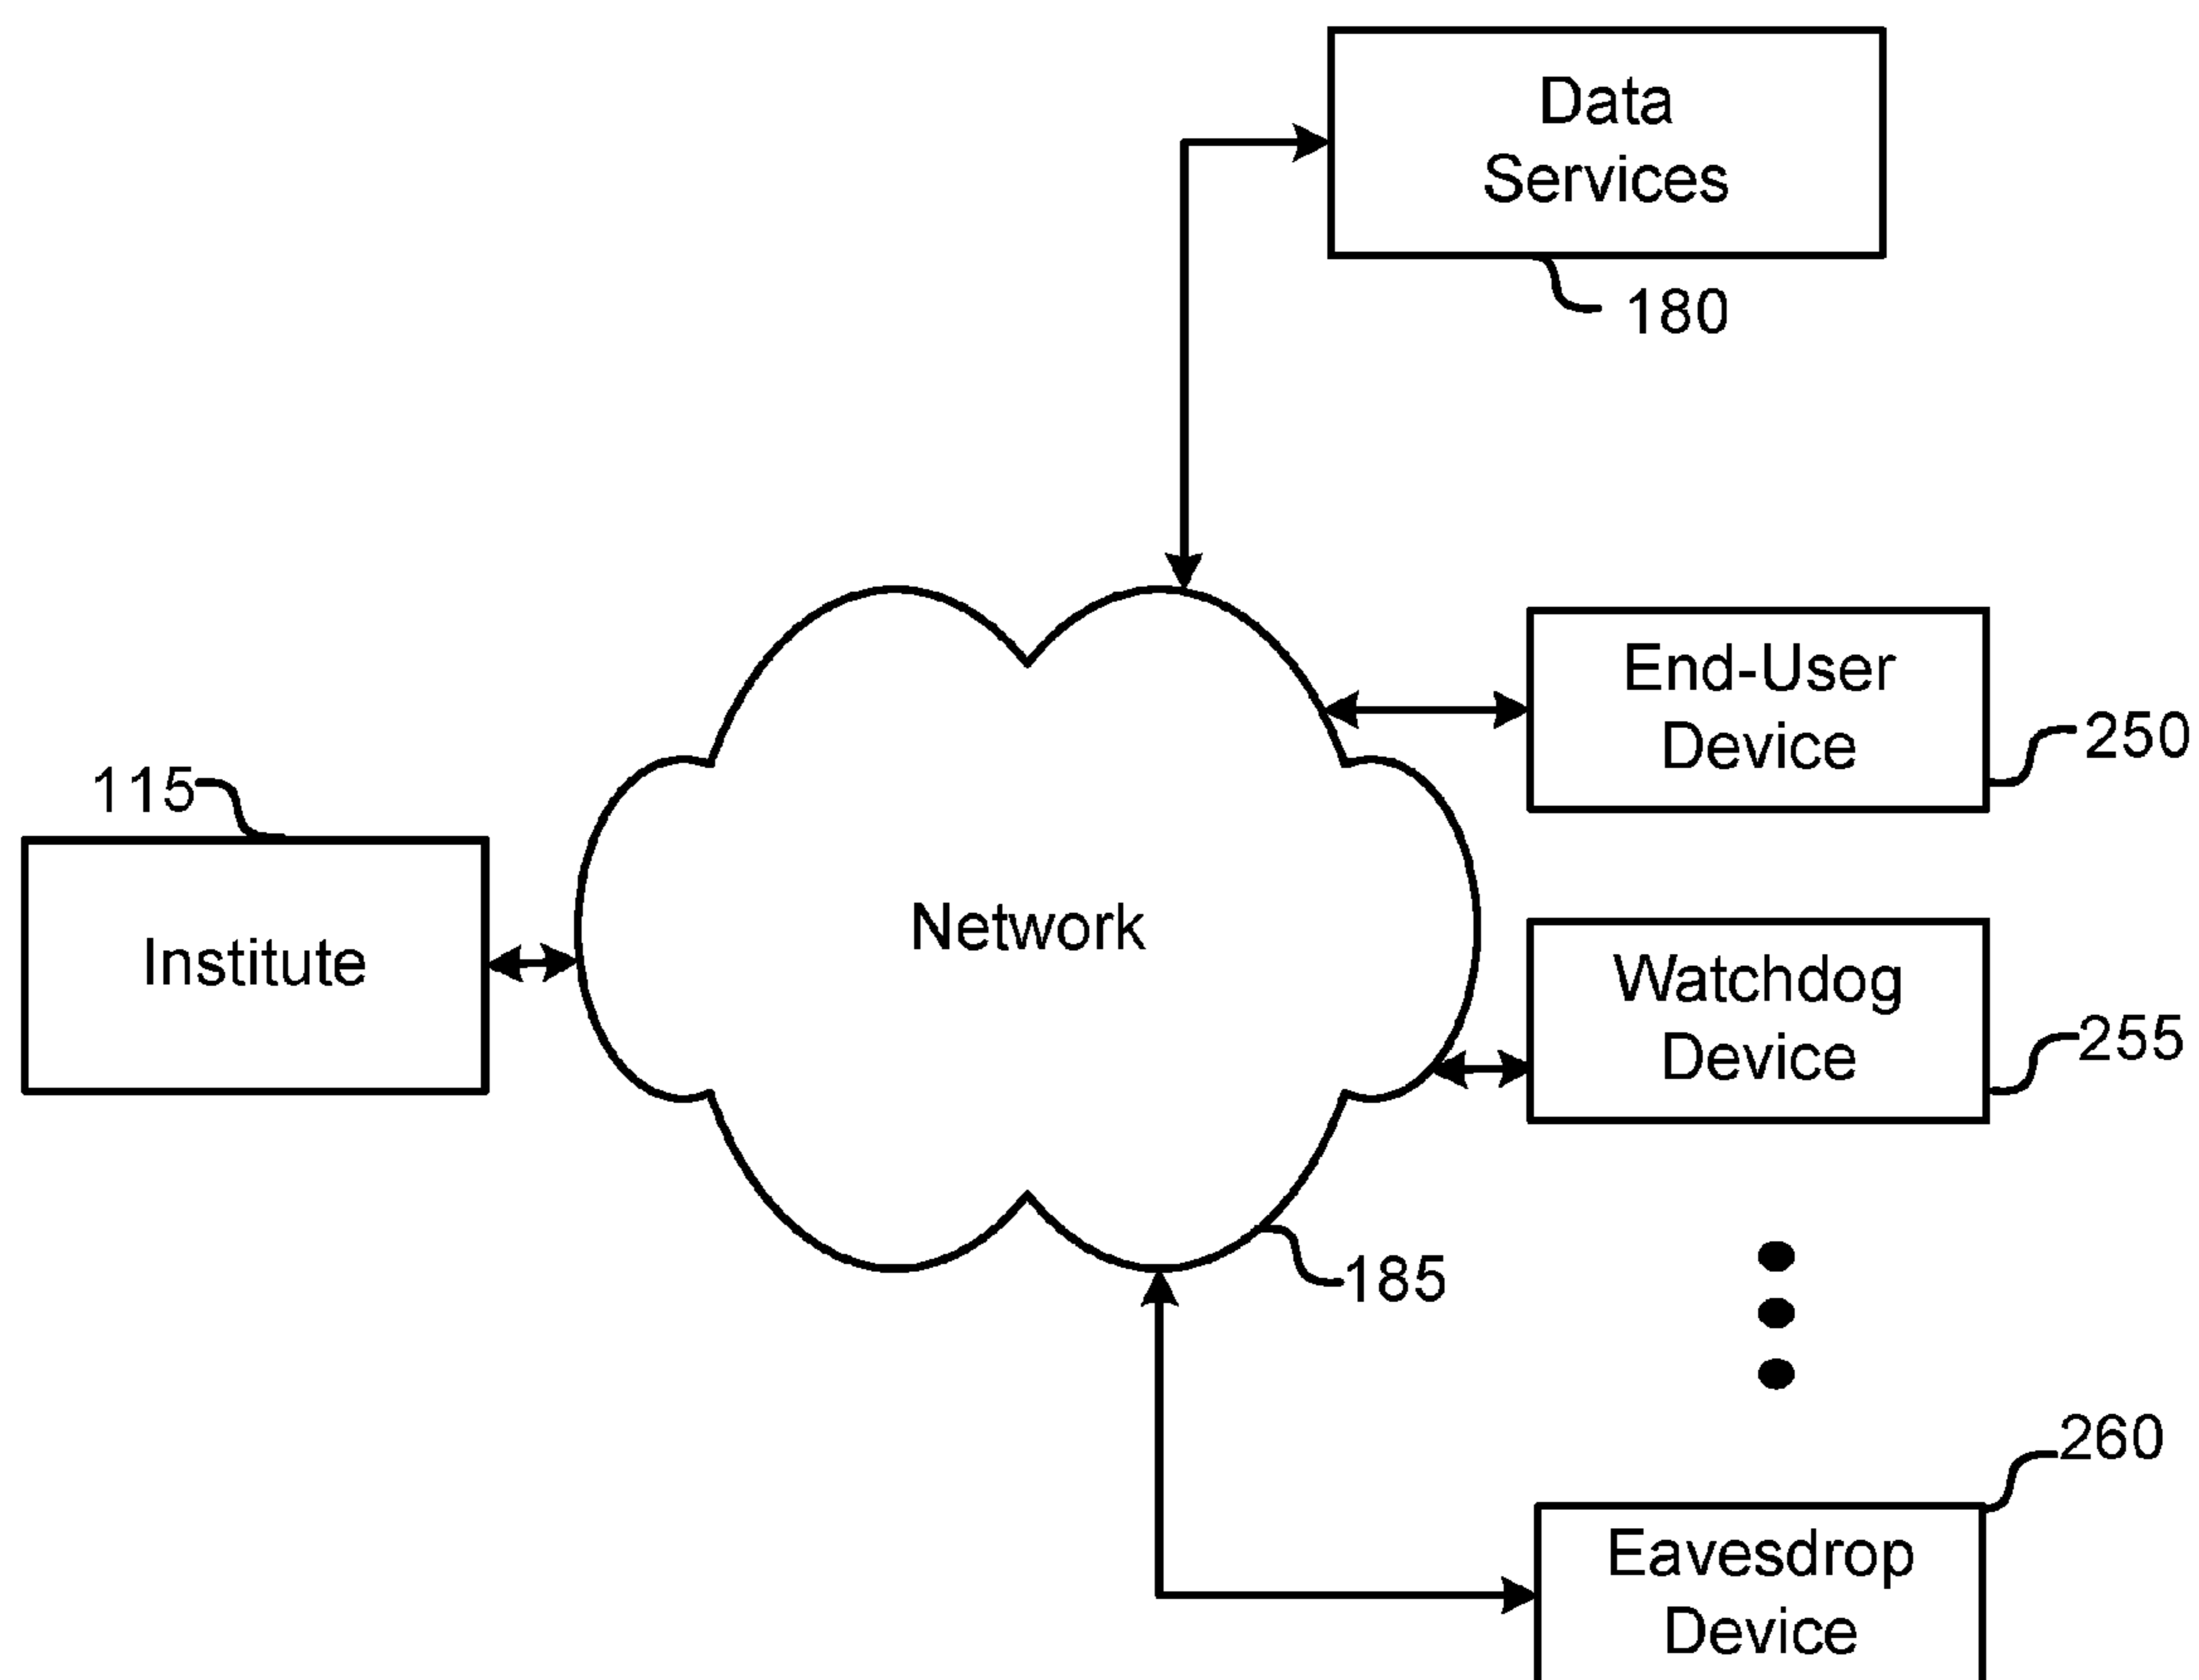 Data
Services
180
End-User
Device
250
115
Institute
Network
Watchdog
Device
255
185
260
Eavesdrop
Device